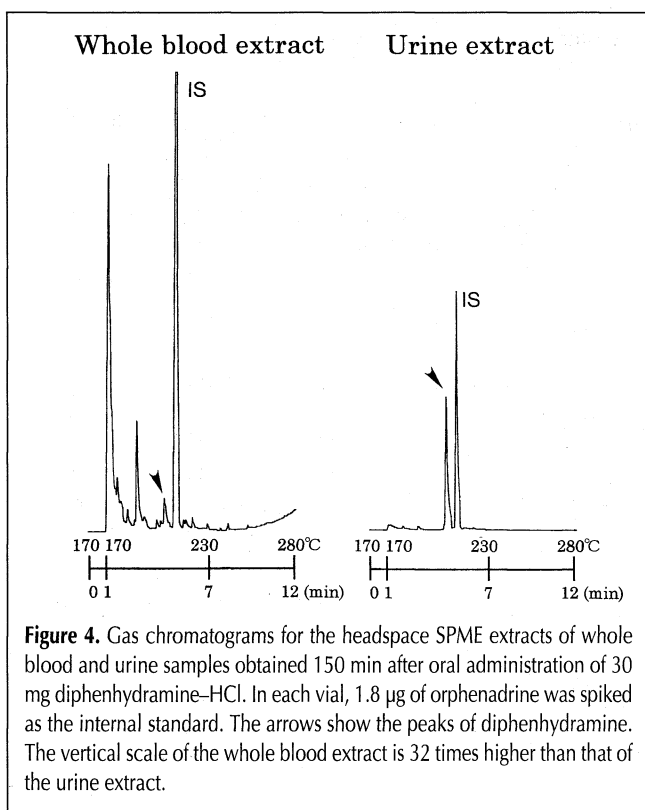 Whole blood extract Urine extract
IS
IS
170 170 230 280°C 170 170 230 280°C
0 1 7 12 (min) 0 1 7 12 (min)
Figure 4. Gas chromatograms for the headspace SPME extracts of whole
blood and urine samples obtained 150 min after oral administration of 30
mg diphenhydramine–HCl. In each vial, 1.8 µg of orphenadrine was spiked
as the internal standard. The arrows show the peaks of diphenhydramine.
The vertical scale of the whole blood extract is 32 times higher than that of
the urine extract.